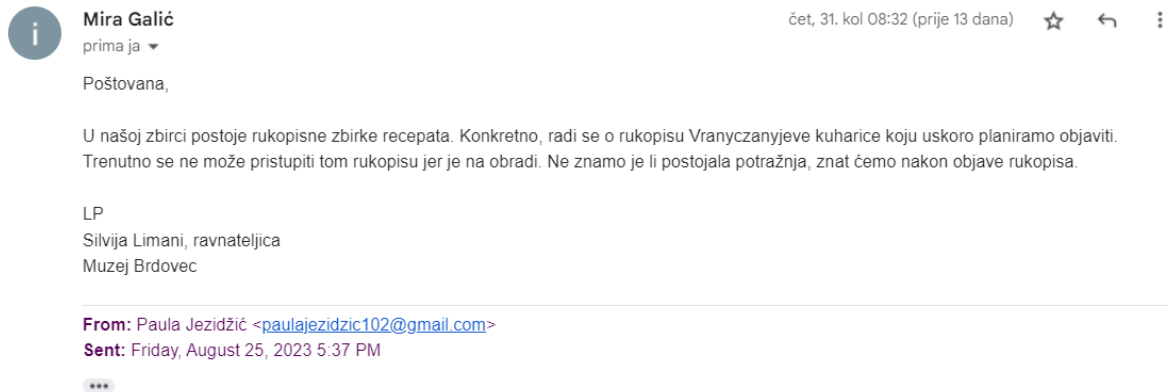 i
Mira Galić
čet, 31. kol 08:32 (prije 13 dana)
prima ja
Poštovana,
U našoj zbirci postoje rukopisne zbirke recepata. Konkretno, radi se o rukopisu Vranyczanyjeve kuharice koju uskoro planiramo objaviti.
Trenutno se ne može pristupiti tom rukopisu jer je na obradi. Ne znamo je li postojala potražnja, znat ćemo nakon objave rukopisa.
LP
Silvija Limani, ravnateljica
Muzej Brdovec
From: Paula Jezidžić <paulajezidzic102@gmail.com>
Sent: Friday, August 25, 2023 5:37 PM